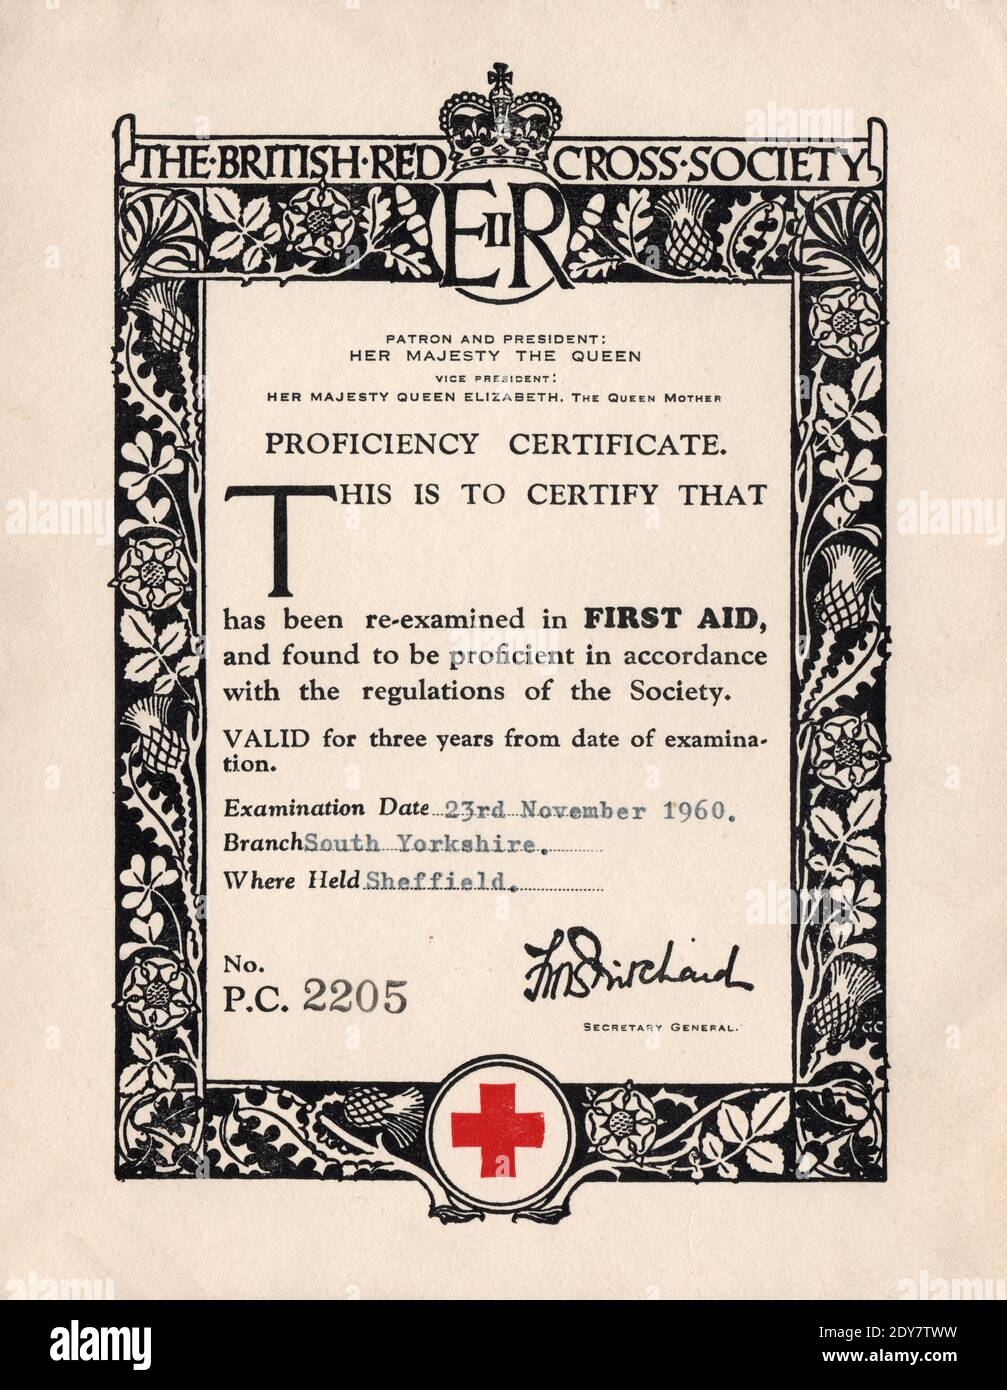 THE·BRITISH·RED CROSS·SOCIETY
EIIR
PATRON AND PRESIDENT:
HER MAJESTY THE QUEEN
VICE PRESIDENT:
HER MAJESTY QUEEN ELIZABETH, THE QUEEN MOTHER
PROFICIENCY CERTIFICATE.
THIS IS TO CERTIFY THAT
has been re-examined in FIRST AID,
and found to be proficient in accordance
with the regulations of the Society.
VALID for three years from date of examina-
tion.
Examination Date 23rd November 1960.
Branch South Yorkshire.
Where Held Sheffield.
No.
P.C. 2205
SECRETARY GENERAL.
GC
alamy
Image ID: 2DY7TWW
www.alamy.com